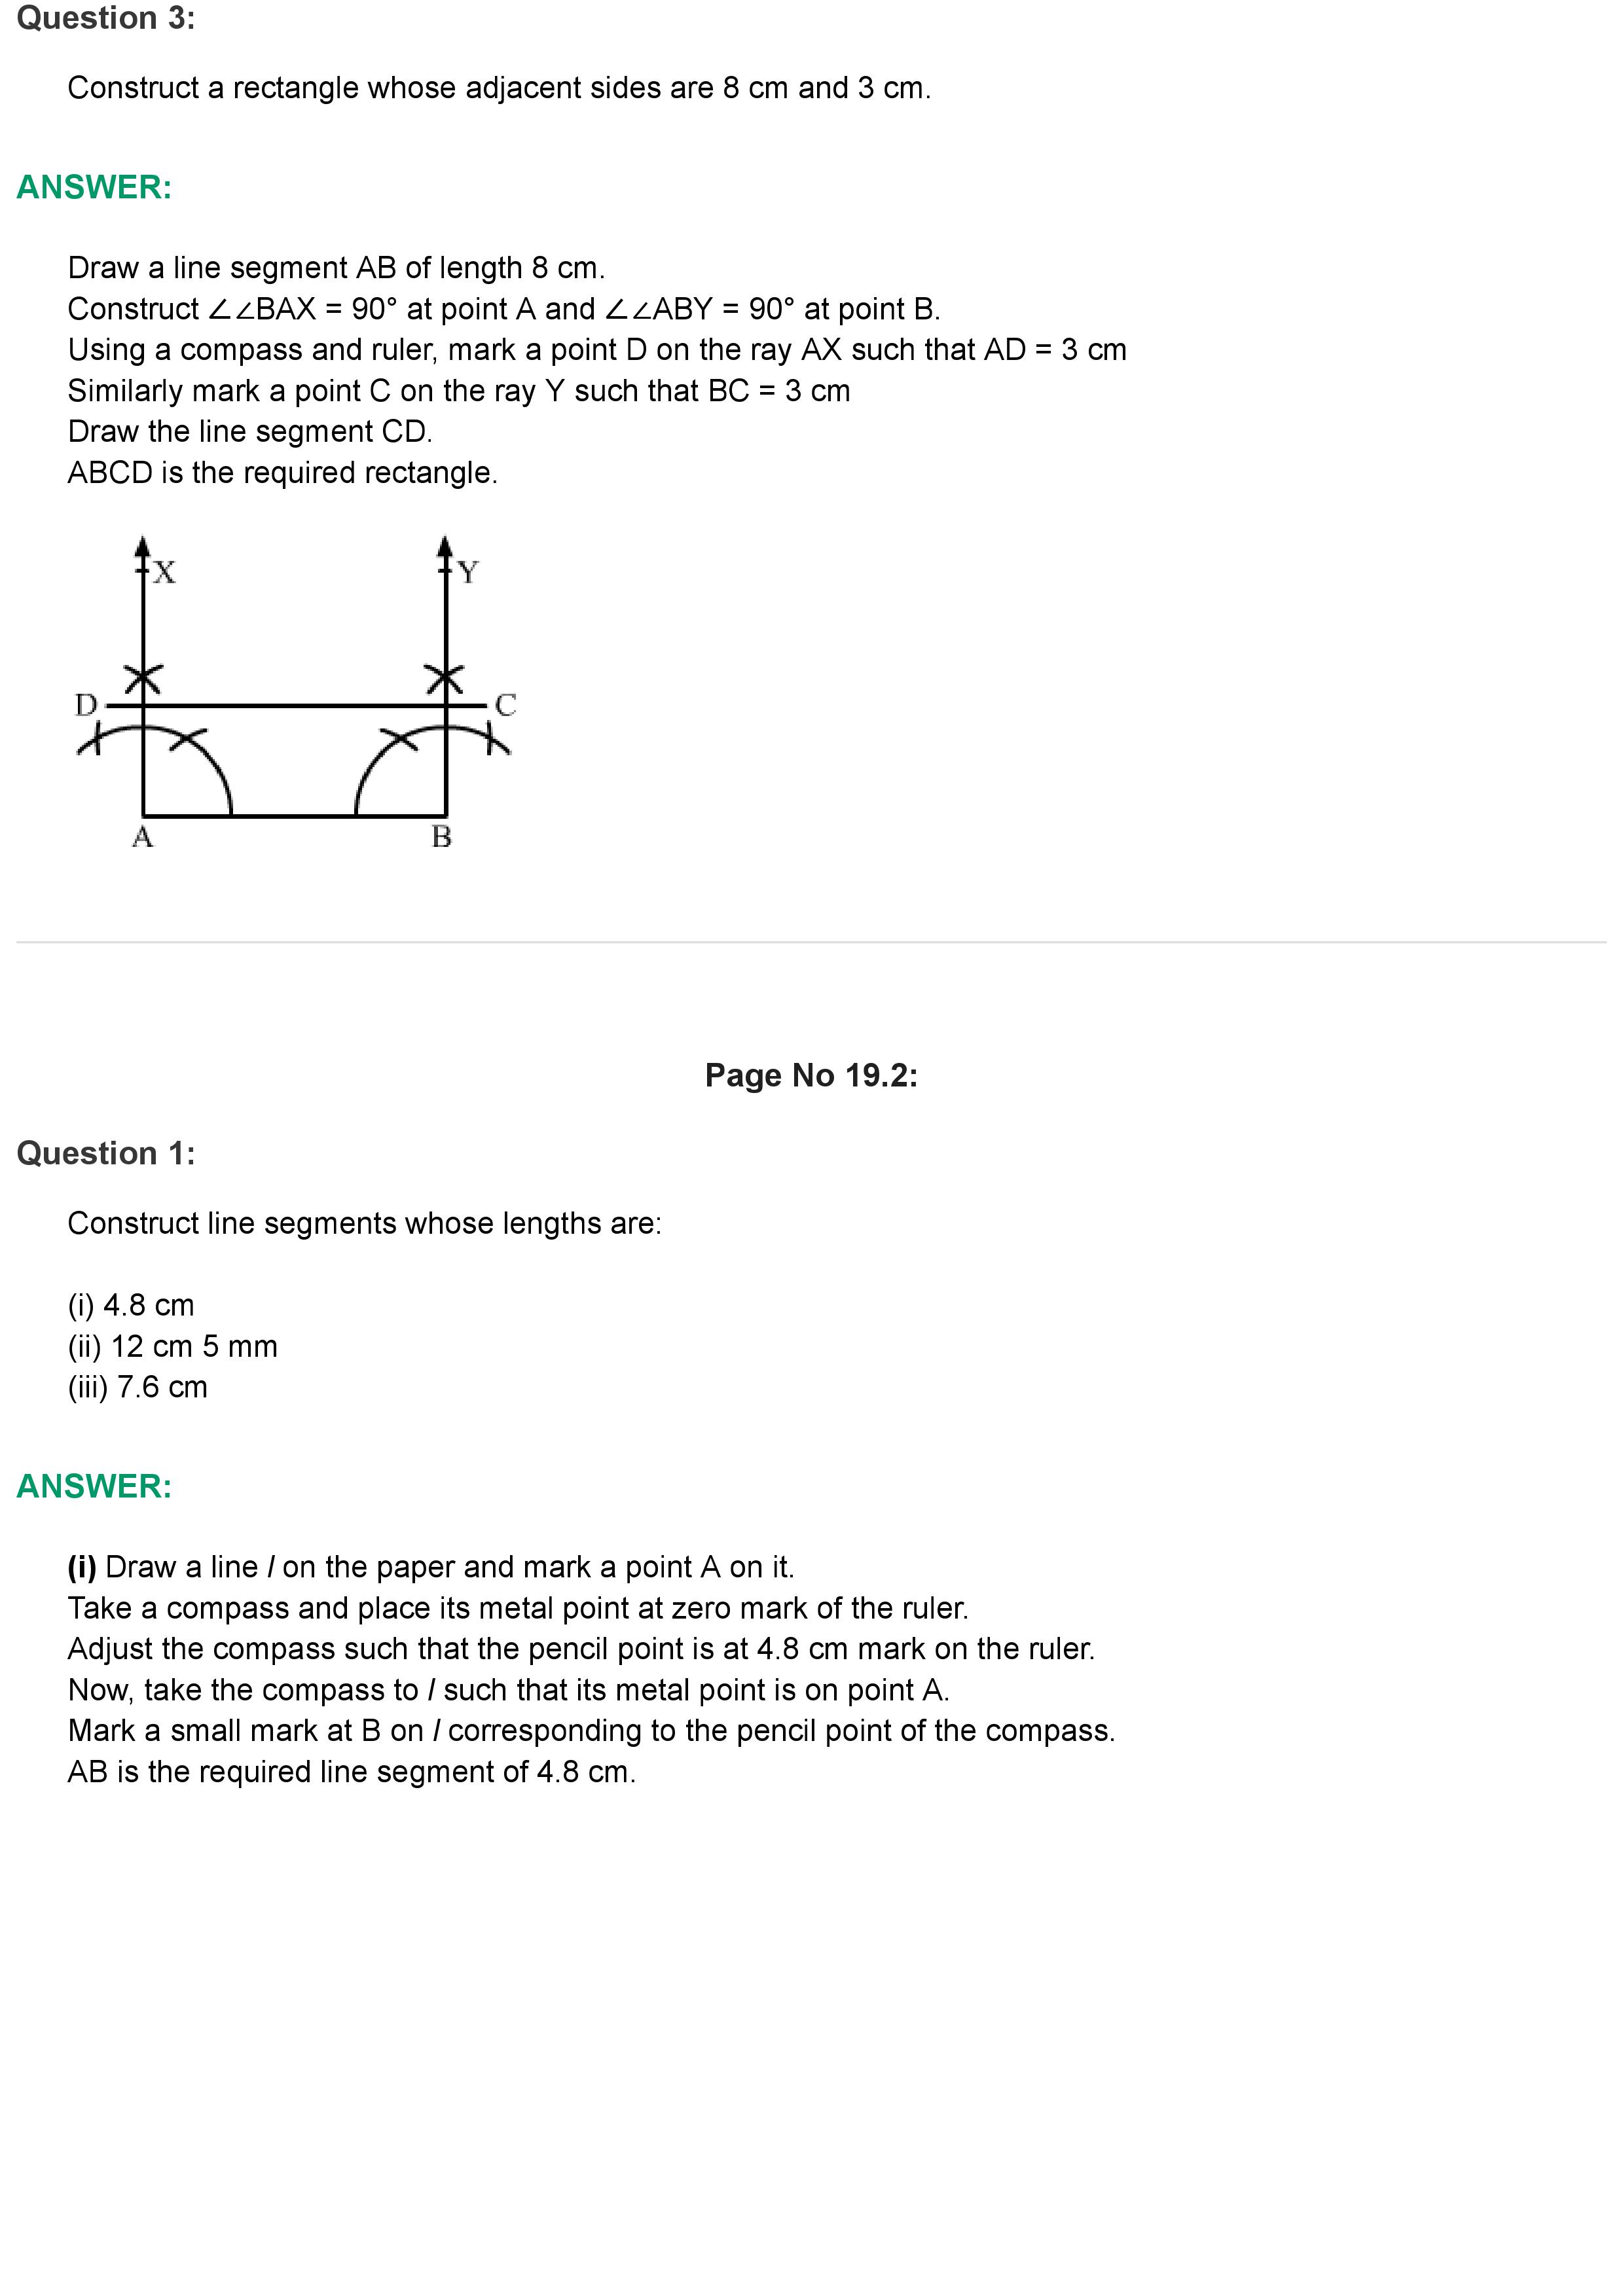 Question 3:
Construct a rectangle whose adjacent sides are 8 cm and 3 cm.
ANSWER:
Draw a line segment AB of length 8 cm.
Construct ∠∠BAX = 90° at point A and ∠∠ABY = 90° at point B.
Using a compass and ruler, mark a point D on the ray AX such that AD = 3 cm
Similarly mark a point C on the ray Y such that BC = 3 cm
Draw the line segment CD.
ABCD is the required rectangle.
X Y
D C
A B
Page No 19.2:
Question 1:
Construct line segments whose lengths are:
(i) 4.8 cm
(ii) 12 cm 5 mm
(iii) 7.6 cm
ANSWER:
(i) Draw a line l on the paper and mark a point A on it.
Take a compass and place its metal point at zero mark of the ruler.
Adjust the compass such that the pencil point is at 4.8 cm mark on the ruler.
Now, take the compass to l such that its metal point is on point A.
Mark a small mark at B on l corresponding to the pencil point of the compass.
AB is the required line segment of 4.8 cm.